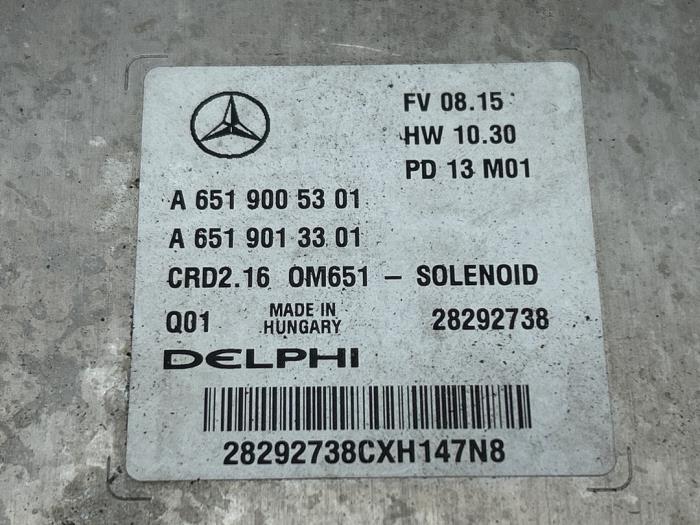 FV 08.15
HW 10.30
PD 13 M01
A 651 900 53 01
A 651 901 33 01
CRD2.16 OM651 – SOLENOID
Q01 MADE IN HUNGARY 28292738
DELPHI
28292738CXH147N8